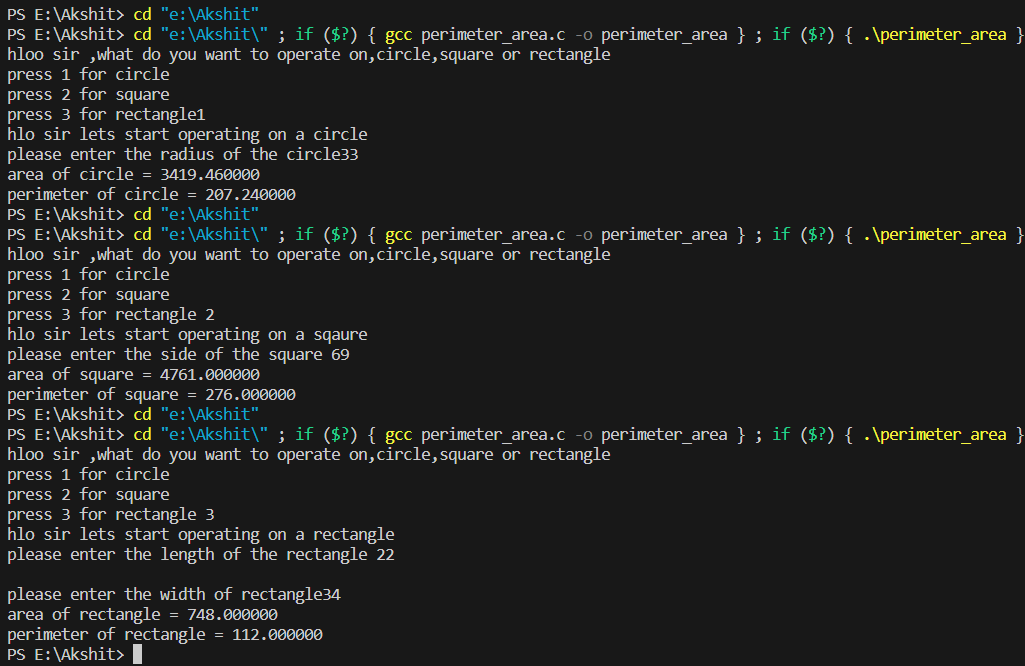 PS E:\Akshit> cd "e:\Akshit"
PS E:\Akshit> cd "e:\Akshit\" ; if ($?) { gcc perimeter_area.c -o perimeter_area } ; if ($?) { .\perimeter_area }
hloo sir ,what do you want to operate on,circle,square or rectangle
press 1 for circle
press 2 for square
press 3 for rectangle1
hlo sir lets start operating on a circle
please enter the radius of the circle33
area of circle = 3419.460000
perimeter of circle = 207.240000
PS E:\Akshit> cd "e:\Akshit"
PS E:\Akshit> cd "e:\Akshit\" ; if ($?) { gcc perimeter_area.c -o perimeter_area } ; if ($?) { .\perimeter_area }
hloo sir ,what do you want to operate on,circle,square or rectangle
press 1 for circle
press 2 for square
press 3 for rectangle 2
hlo sir lets start operating on a sqaure
please enter the side of the square 69
area of square = 4761.000000
perimeter of square = 276.000000
PS E:\Akshit> cd "e:\Akshit"
PS E:\Akshit> cd "e:\Akshit\" ; if ($?) { gcc perimeter_area.c -o perimeter_area } ; if ($?) { .\perimeter_area }
hloo sir ,what do you want to operate on,circle,square or rectangle
press 1 for circle
press 2 for square
press 3 for rectangle 3
hlo sir lets start operating on a rectangle
please enter the length of the rectangle 22
please enter the width of rectangle34
area of rectangle = 748.000000
perimeter of rectangle = 112.000000
PS E:\Akshit>